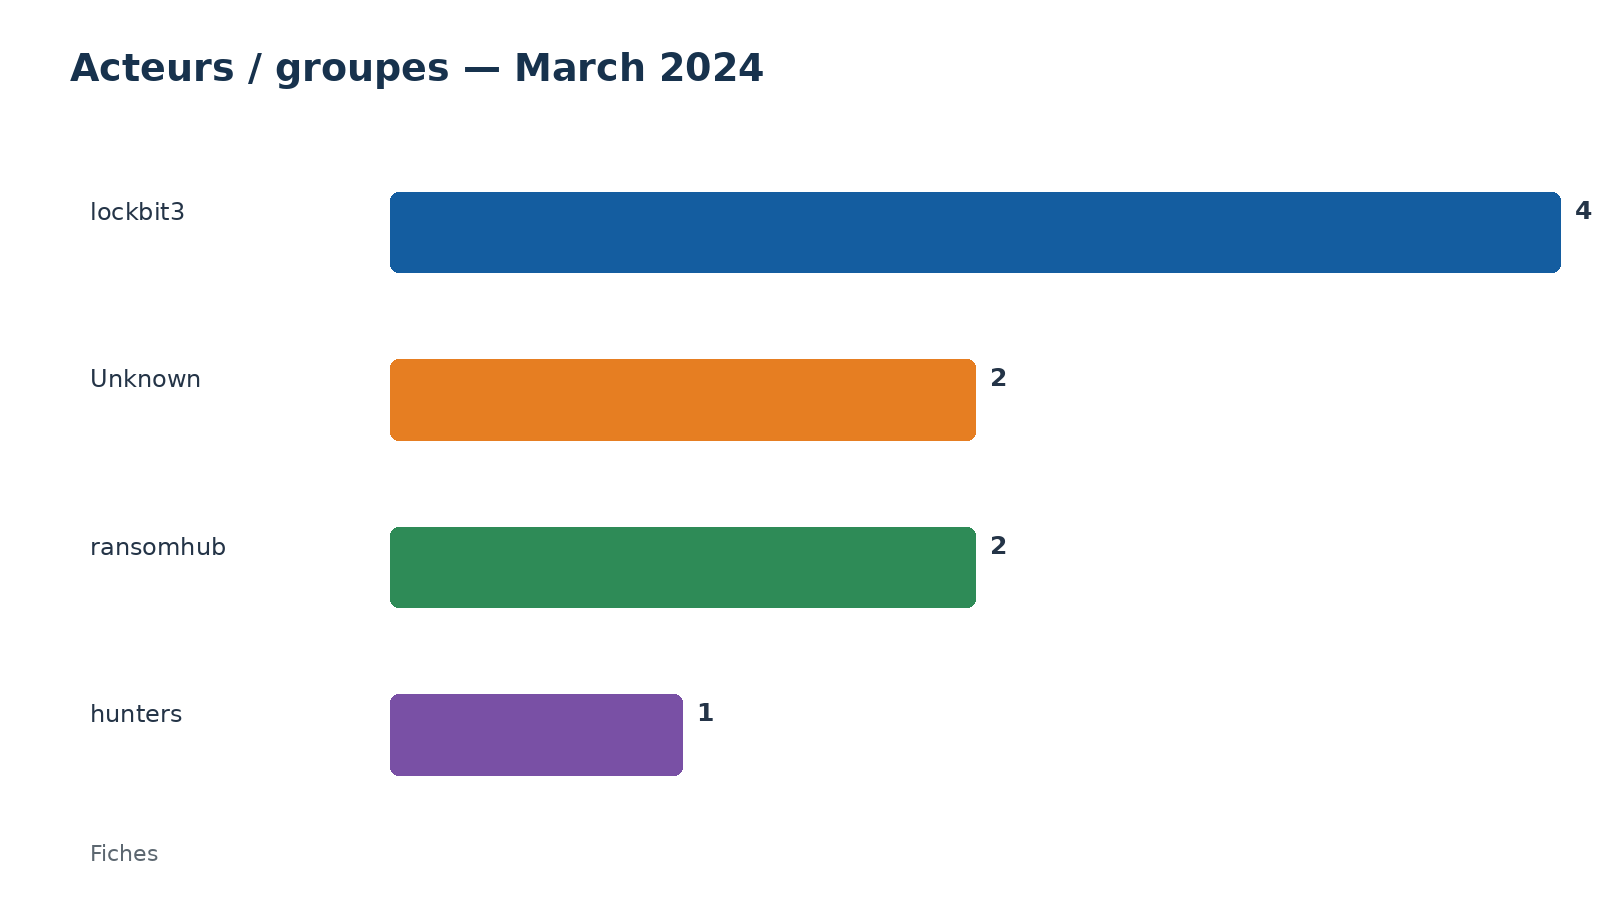 Acteurs / groupes — March 2024
lockbit3 4
Unknown 2
ransomhub 2
hunters 1
Fiches